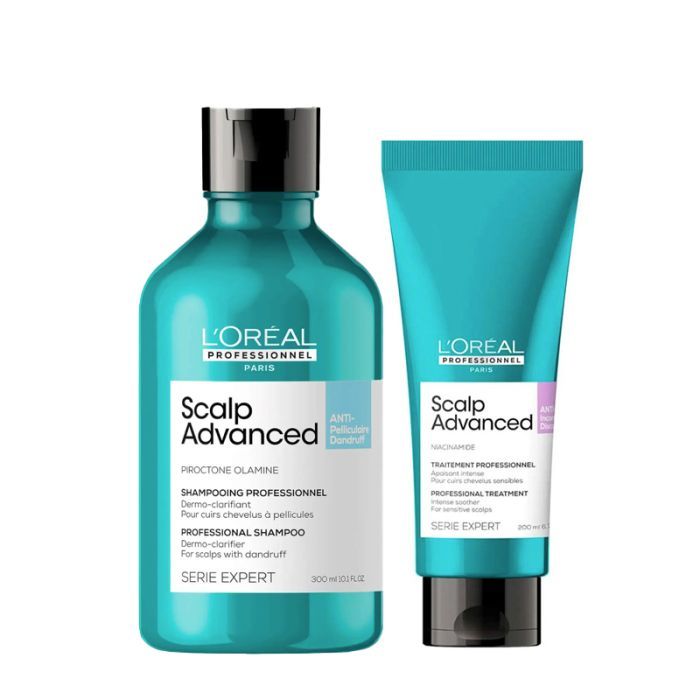 L'ORÉAL
PROFESSIONNEL
PARIS
Scalp
Advanced
ANTI-
Pelliculaire
Dandruff
PIROCTONE OLAMINE
SHAMPOOING PROFESSIONNEL
Dermo-clarifiant
Pour cuirs chevelus à pellicules
PROFESSIONAL SHAMPOO
Dermo-clarifier
For scalps with dandruff
SERIE EXPERT 300 ml 10.1 FL.OZ
L'ORÉAL
PROFESSIONNEL
PARIS
Scalp
Advanced
NIACINAMIDE
TRAITEMENT PROFESSIONNEL
Apaisant intense
Pour cuirs chevelus sensibles
PROFESSIONAL TREATMENT
Intense soother
For sensitive scalps
SERIE EXPERT 200 ml